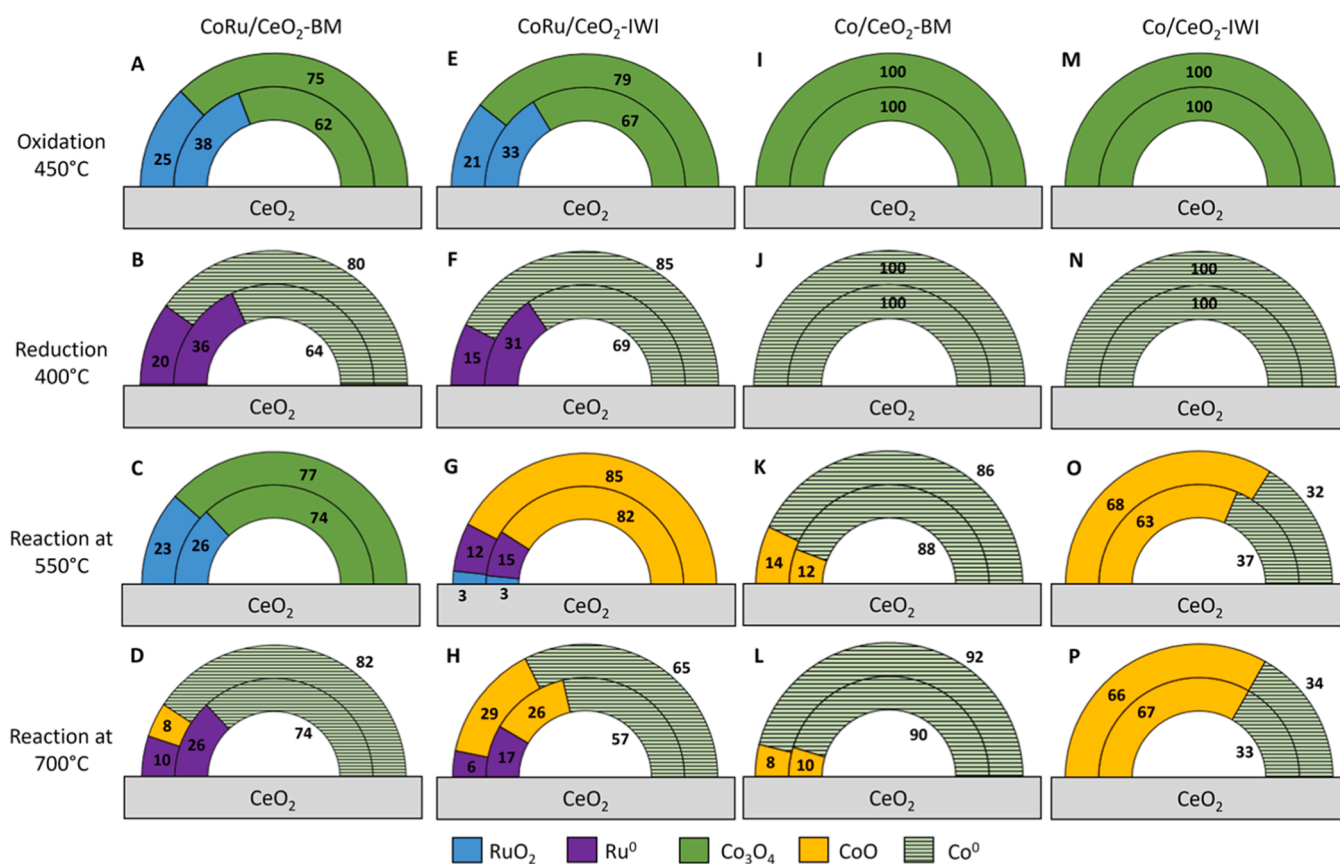 CoRu/CeO₂-BM CoRu/CeO₂-IWI Co/CeO₂-BM Co/CeO₂-IWI
A 75 E 79 I 100 M 100
62 67 100 100
38 33
25 21
Oxidation
450°C
CeO₂ CeO₂ CeO₂ CeO₂
B 80 F 85 J 100 N 100
100 100
36 64 31 69
20 15
Reduction
400°C
CeO₂ CeO₂ CeO₂ CeO₂
C 77 G 85 K 86 O 32
74 82 68 63
23 26 12 15 14 12 88 37
3 3
Reaction at
550°C
CeO₂ CeO₂ CeO₂ CeO₂
D 82 H 65 L 92 P 34
8 29 26 66 67
10 26 74 6 17 57 8 10 90 33
Reaction at
700°C
CeO₂ CeO₂ CeO₂ CeO₂
RuO₂ Ru⁰ Co₃O₄ CoO Co⁰